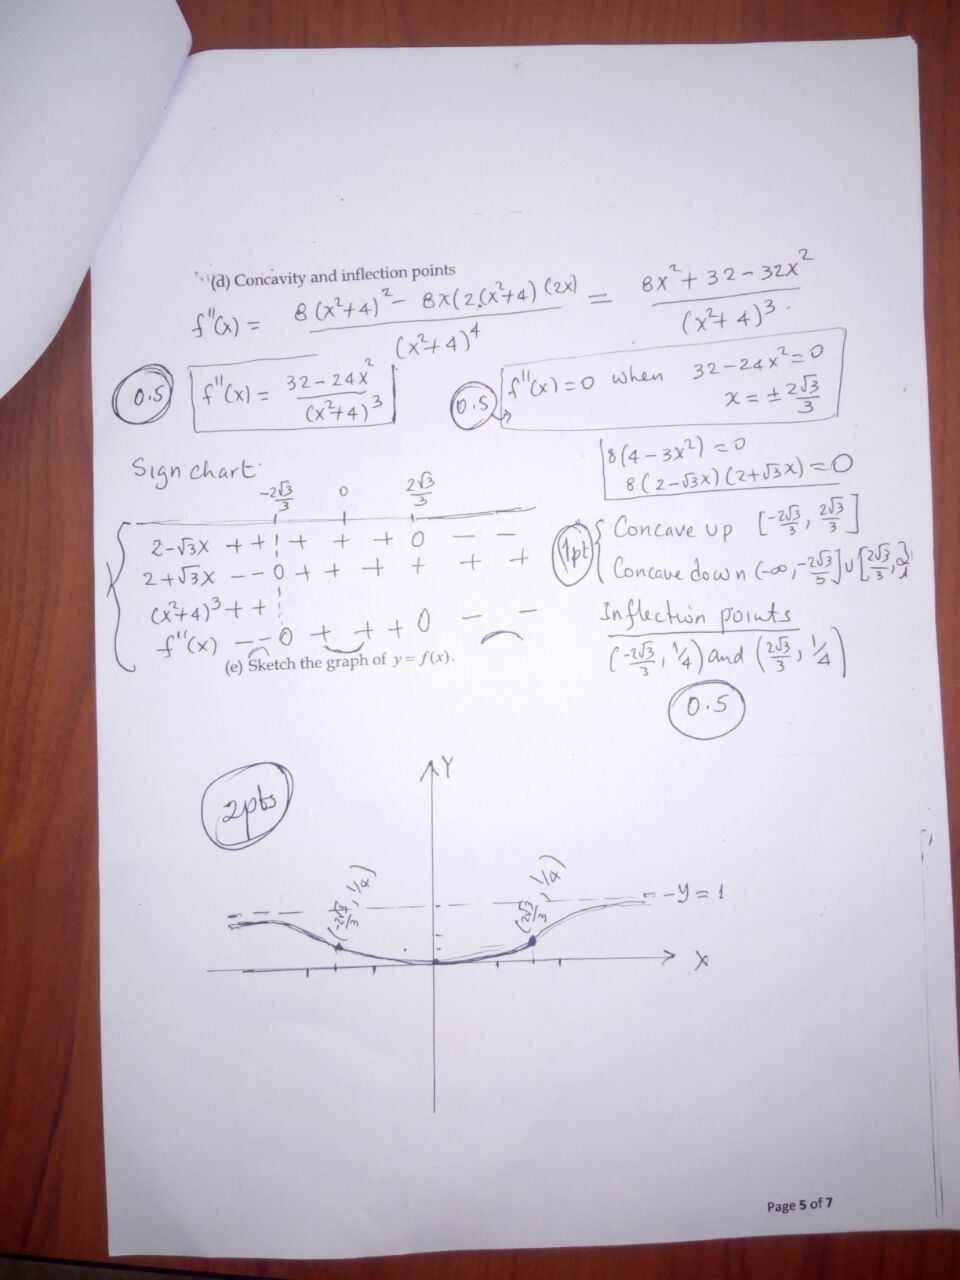 (d) Concavity and inflection points
f''(x) = 8(x²+4)² - 8x(2(x²+4)(2x) / (x²+4)⁴ = 8x²+32-32x² / (x²+4)³.
0.5 f''(x) = 32-24x² / (x²+4)³
0.5 f''(x)=0 when 32-24x²=0
x = ± 2√3/3
8(4-3x²) = 0
8(2-√3x)(2+√3x) = 0
Sign chart
-2√3/3 0 2√3/3
2-√3x + + + + + 0 - -
2+√3x - - 0 + + + + + +
(x²+4)³ + +
f''(x) - - 0 + + + 0 - -
1pt Concave up [-2√3/3, 2√3/3]
Concave down (-∞, -2√3/3] ∪ [2√3/3,
Inflection points
(-2√3/3, 1/4) and (2√3/3, 1/4)
0.5
(e) Sketch the graph of y = f(x).
2pts
Y
(-2√3/3, 1/4)
(2√3/3, 1/4)
Y = 1
X
Page 5 of 7